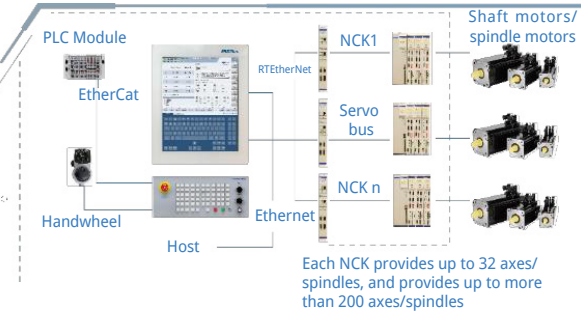 Shaft motors/
spindle motors
PLC Module
NCK1
RTEtherNet
EtherCat
Servo
bus
NCK n
Handwheel
Ethernet
Host
Each NCK provides up to 32 axes/
spindles, and provides up to more
than 200 axes/spindles